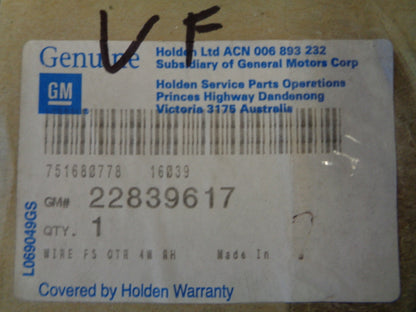 VF
Genuine
Holden Ltd ACN 006 893 232
Subsidiary of General Motors Corp
GM
Holden Service Parts Operations
Princes Highway Dandenong
Victoria 3175 Australia
751680778 16039
GM# 22839617
QTY. 1
WIRE FS QTR 4W RH Made In
L069049GS
Covered by Holden Warranty